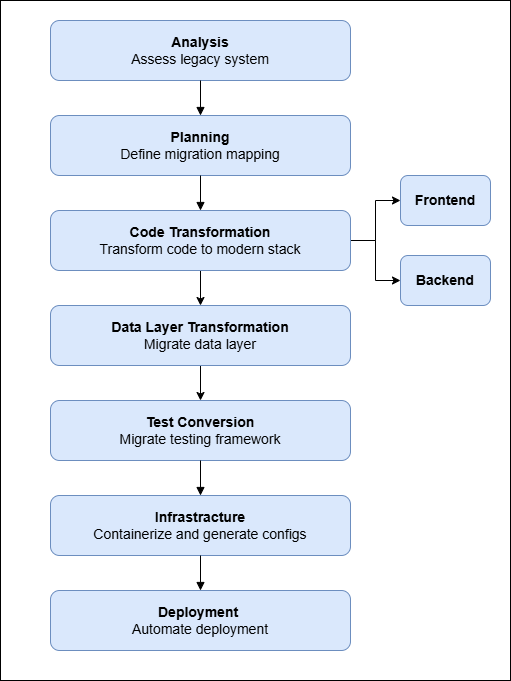 Analysis
Assess legacy system
Planning
Define migration mapping
Code Transformation
Transform code to modern stack
Frontend
Backend
Data Layer Transformation
Migrate data layer
Test Conversion
Migrate testing framework
Infrastracture
Containerize and generate configs
Deployment
Automate deployment